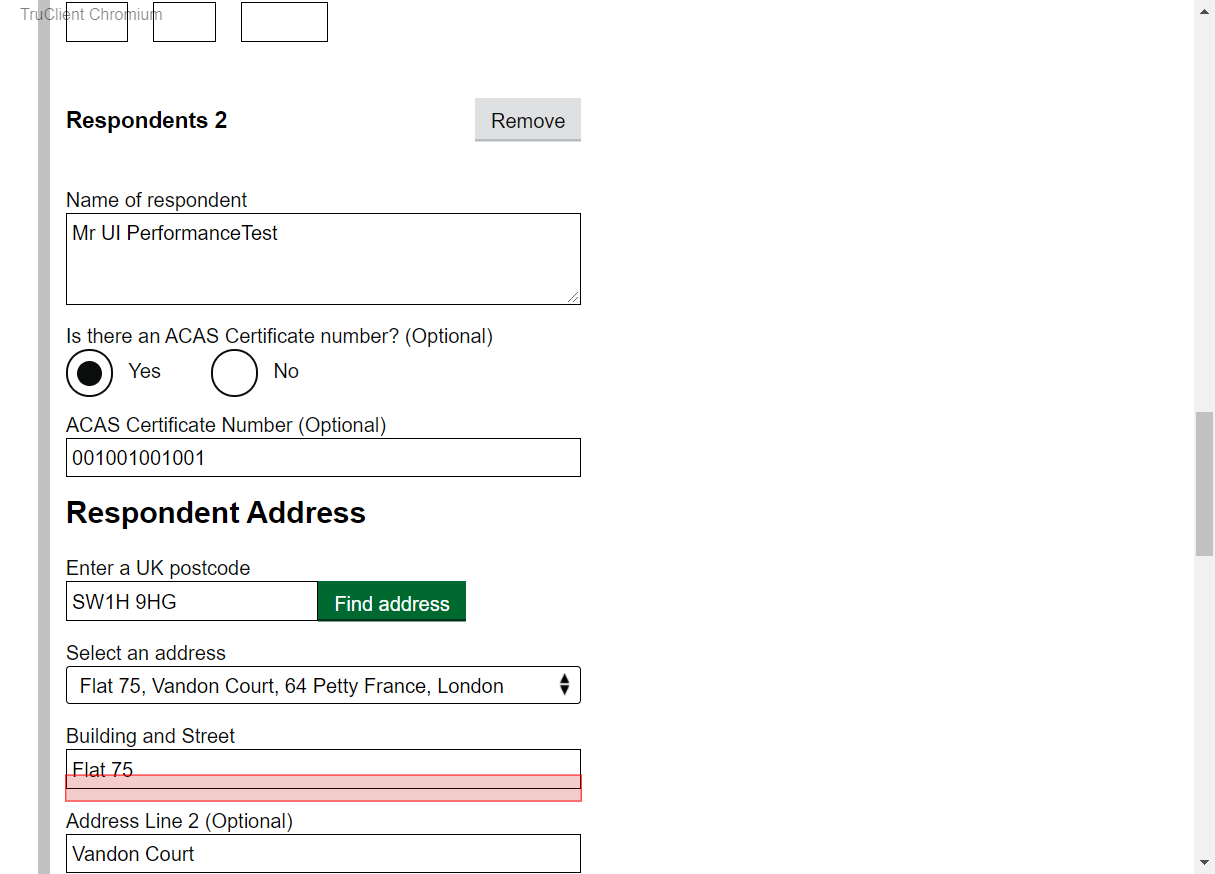 TruClient Chromium
Respondents 2
Remove
Name of respondent
Mr UI PerformanceTest
Is there an ACAS Certificate number? (Optional)
Yes
No
ACAS Certificate Number (Optional)
001001001001
Respondent Address
Enter a UK postcode
SW1H 9HG
Find address
Select an address
Flat 75, Vandon Court, 64 Petty France, London
Building and Street
Flat 75
Address Line 2 (Optional)
Vandon Court